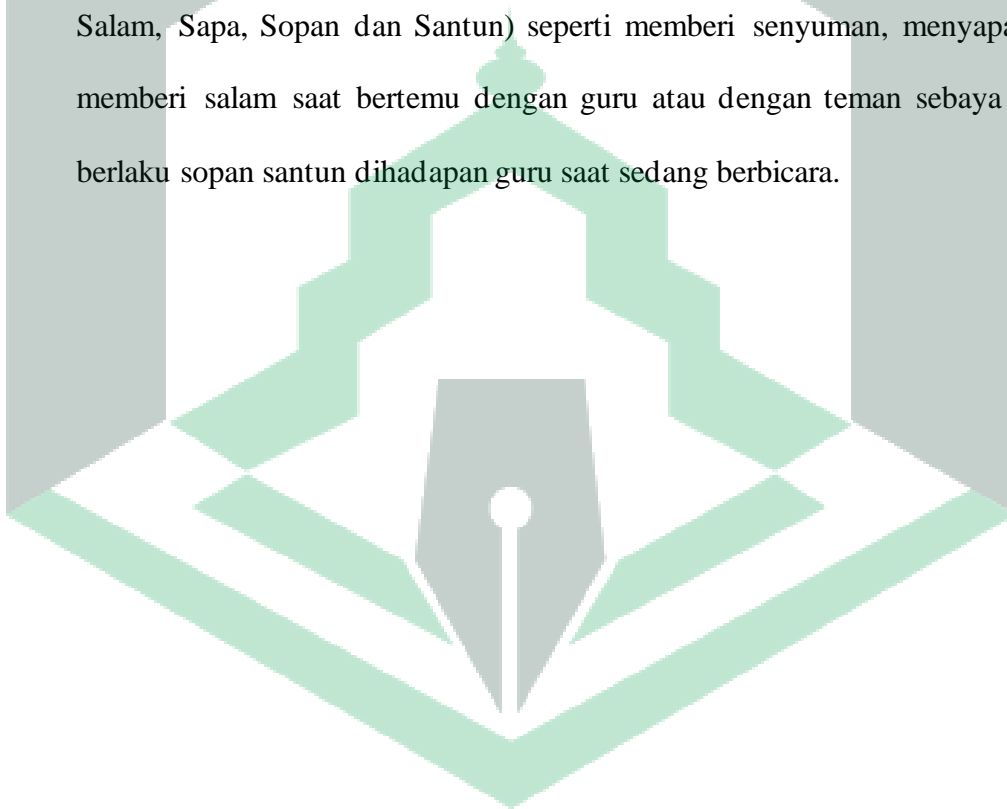 Salam, Sapa, Sopan dan Santun) seperti memberi senyuman, menyapa
memberi salam saat bertemu dengan guru atau dengan teman sebaya
berlaku sopan santun dihadapan guru saat sedang berbicara.